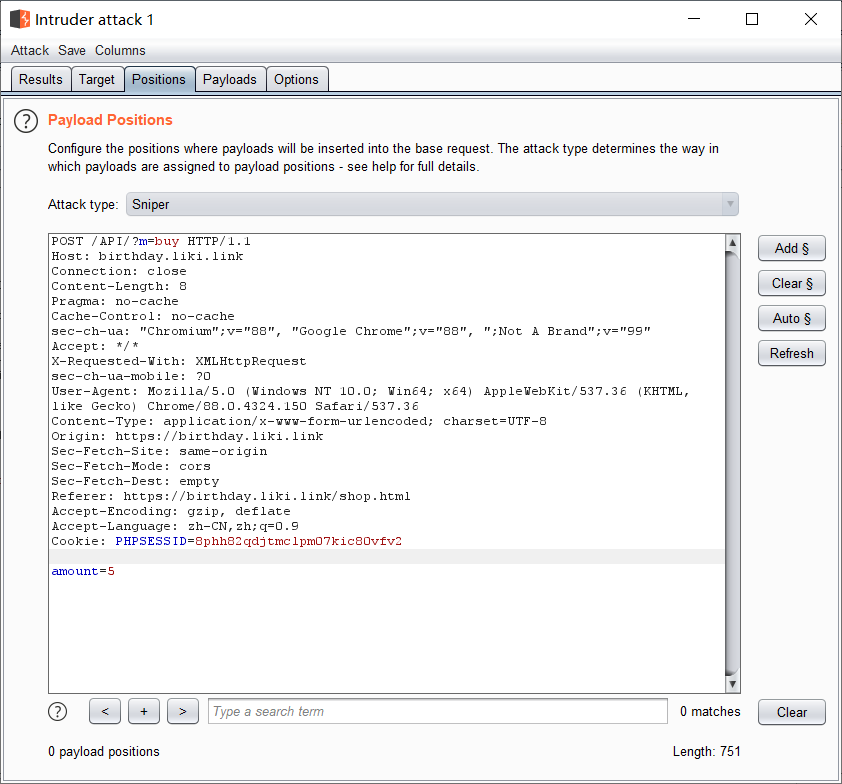 Intruder attack 1
Attack Save Columns
Results Target Positions Payloads Options
? Payload Positions
Configure the positions where payloads will be inserted into the base request. The attack type determines the way in
which payloads are assigned to payload positions - see help for full details.
Attack type: Sniper
POST /API/?m=buy HTTP/1.1
Host: birthday.liki.link
Connection: close
Content-Length: 8
Pragma: no-cache
Cache-Control: no-cache
sec-ch-ua: "Chromium";v="88", "Google Chrome";v="88", ";Not A Brand";v="99"
Accept: */*
X-Requested-With: XMLHttpRequest
sec-ch-ua-mobile: ?0
User-Agent: Mozilla/5.0 (Windows NT 10.0; Win64; x64) AppleWebKit/537.36 (KHTML,
like Gecko) Chrome/88.0.4324.150 Safari/537.36
Content-Type: application/x-www-form-urlencoded; charset=UTF-8
Origin: https://birthday.liki.link
Sec-Fetch-Site: same-origin
Sec-Fetch-Mode: cors
Sec-Fetch-Dest: empty
Referer: https://birthday.liki.link/shop.html
Accept-Encoding: gzip, deflate
Accept-Language: zh-CN,zh;q=0.9
Cookie: PHPSESSID=8phh82qdjtmclpm07kic80vfv2
amount=5
Add §
Clear §
Auto §
Refresh
? < + > Type a search term 0 matches Clear
0 payload positions Length: 751